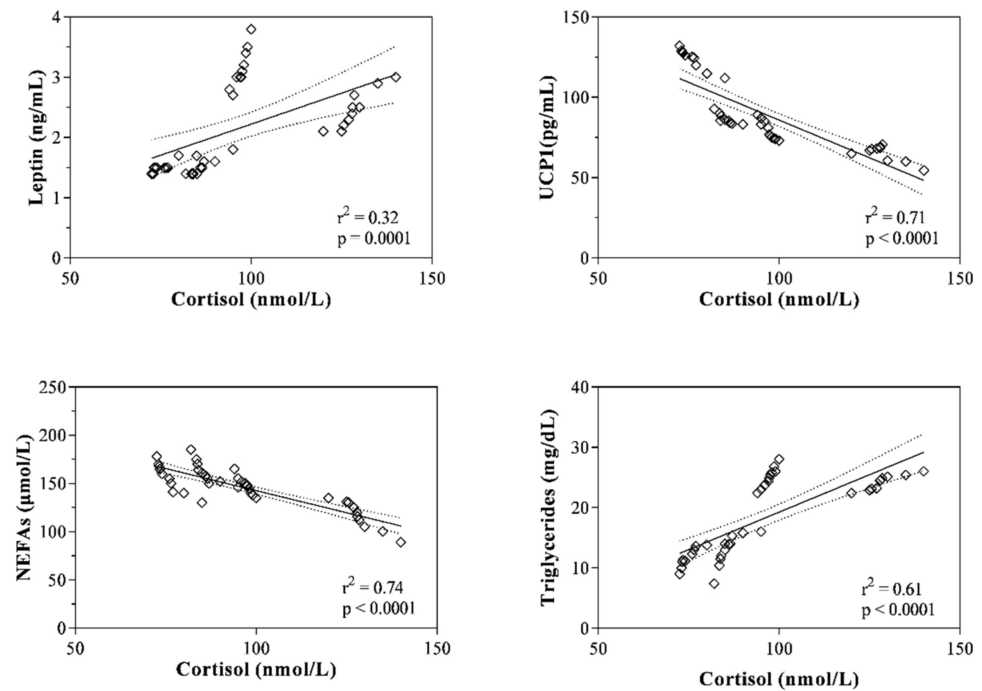 4
3
2
1
0
Leptin (ng/mL)
r² = 0.32
p = 0.0001
50
100
150
Cortisol (nmol/L)
150
100
50
0
UCP1(pg/mL)
r² = 0.71
p < 0.0001
50
100
150
Cortisol (nmol/L)
250
200
150
100
50
0
NEFAs (µmol/L)
r² = 0.74
p < 0.0001
50
100
150
Cortisol (nmol/L)
40
30
20
10
0
Triglycerides (mg/dL)
r² = 0.61
p < 0.0001
50
100
150
Cortisol (nmol/L)